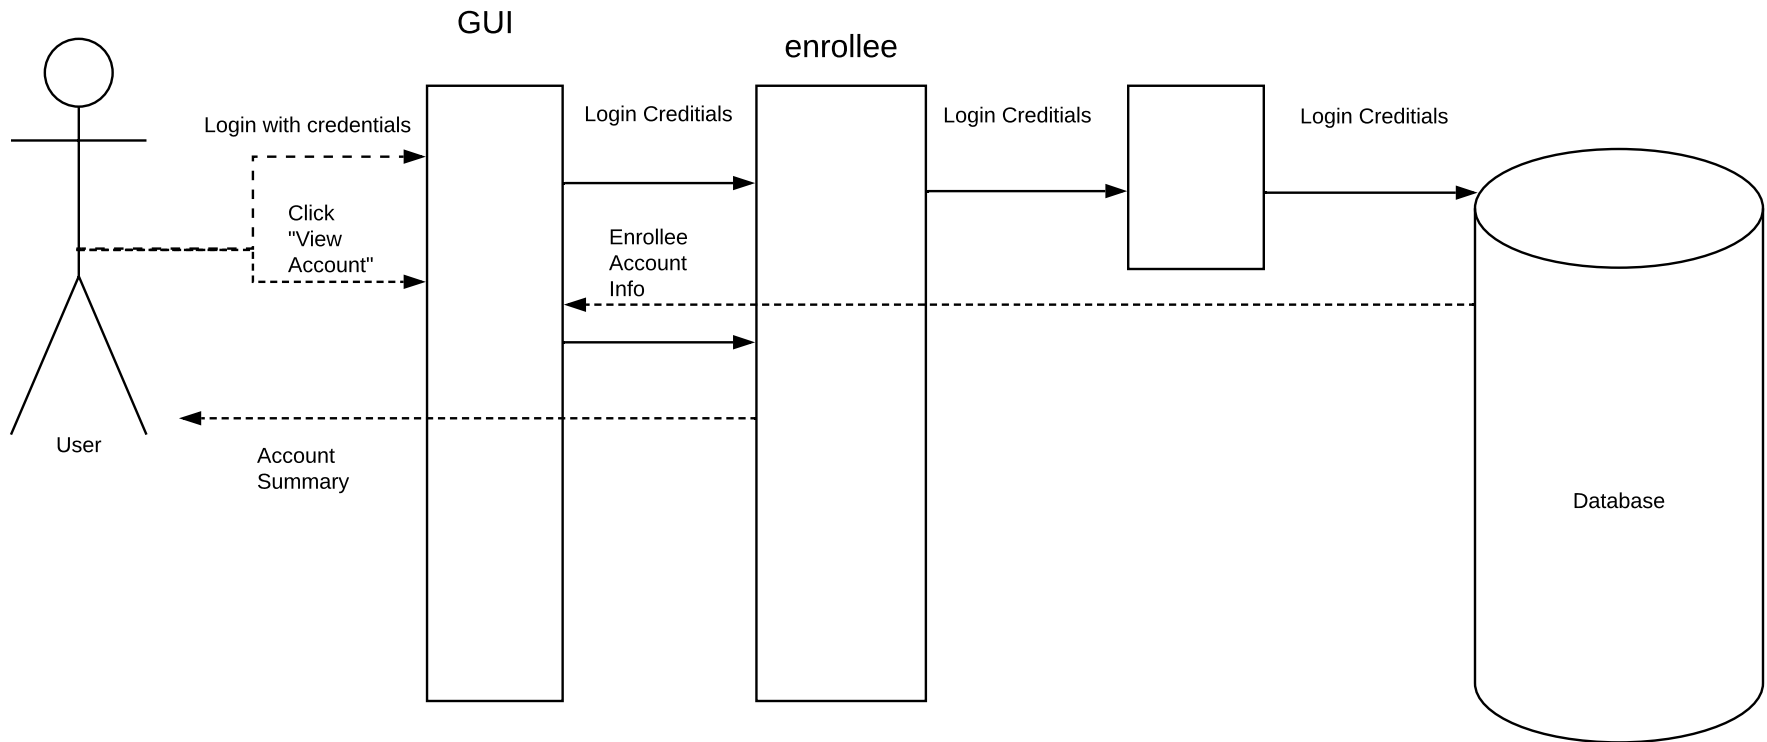 GUI
enrollee
Login with credentials
Login Creditials
Login Creditials
Login Creditials
Click
"View
Account"
Enrollee
Account
Info
User
Account
Summary
Database